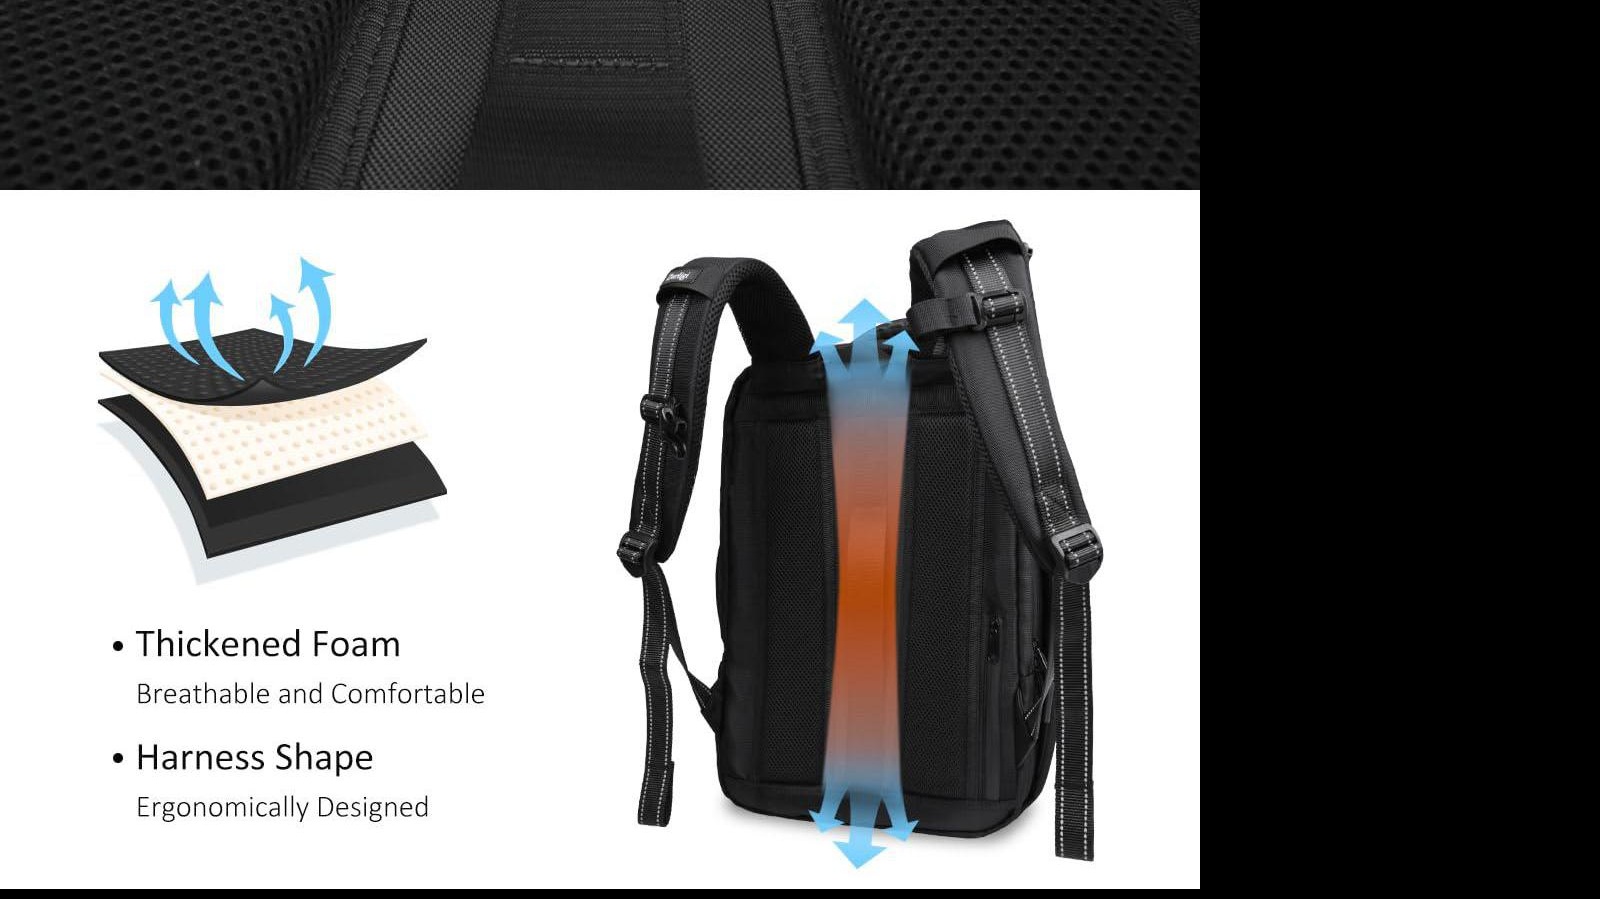 • Thickened Foam
Breathable and Comfortable
• Harness Shape
Ergonomically Designed